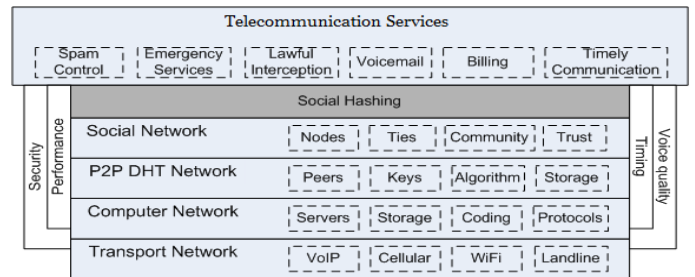 Telecommunication Services
Spam Control
Emergency Services
Lawful Interception
Voicemail
Billing
Timely Communication
Social Hashing
Security
Performance
Social Network
Nodes
Ties
Community
Trust
P2P DHT Network
Peers
Keys
Algorithm
Storage
Computer Network
Servers
Storage
Coding
Protocols
Transport Network
VoIP
Cellular
WiFi
Landline
Timing
Voice quality